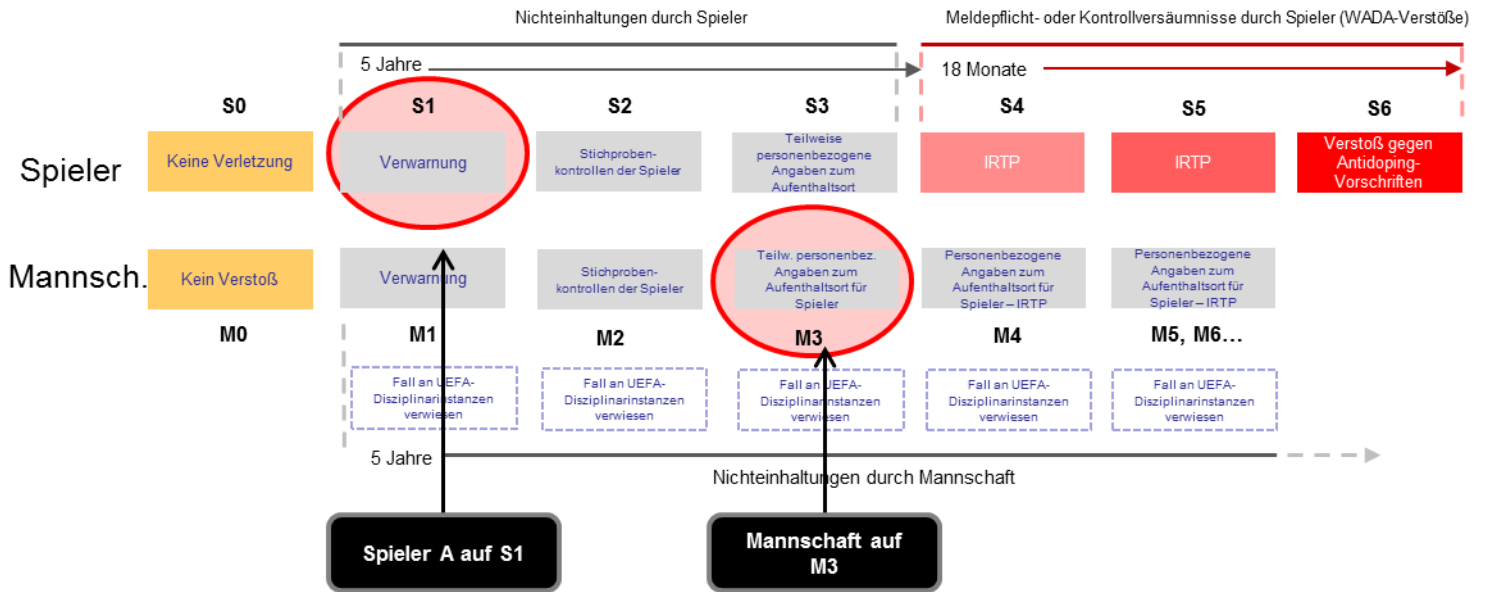 Nichteinhaltungen durch Spieler
Meldepflicht- oder Kontrollversäumnisse durch Spieler (WADA-Verstöße)
5 Jahre
18 Monate
S0
S1
S2
S3
S4
S5
S6
Spieler
Keine Verletzung
Verwarnung
Stichproben-
kontrollen der Spieler
Teilweise
personenbezogene
Angaben zum
Aufenthaltsort
IRTP
IRTP
Verstoß gegen
Antidoping-
Vorschriften
Mannsch.
Kein Verstoß
Verwarnung
Stichproben-
kontrollen der Spieler
Teilw. personenbez.
Angaben zum
Aufenthaltsort für
Spieler
Personenbezogene
Angaben zum
Aufenthaltsort für
Spieler – IRTP
Personenbezogene
Angaben zum
Aufenthaltsort für
Spieler – IRTP
M0
M1
M2
M3
M4
M5, M6...
Fall an UEFA-
Disziplinarinstanzen
verwiesen
Fall an UEFA-
Disziplinarinstanzen
verwiesen
Fall an UEFA-
Disziplinarinstanzen
verwiesen
Fall an UEFA-
Disziplinarinstanzen
verwiesen
Fall an UEFA-
Disziplinarinstanzen
verwiesen
5 Jahre
Nichteinhaltungen durch Mannschaft
Spieler A auf S1
Mannschaft auf
M3